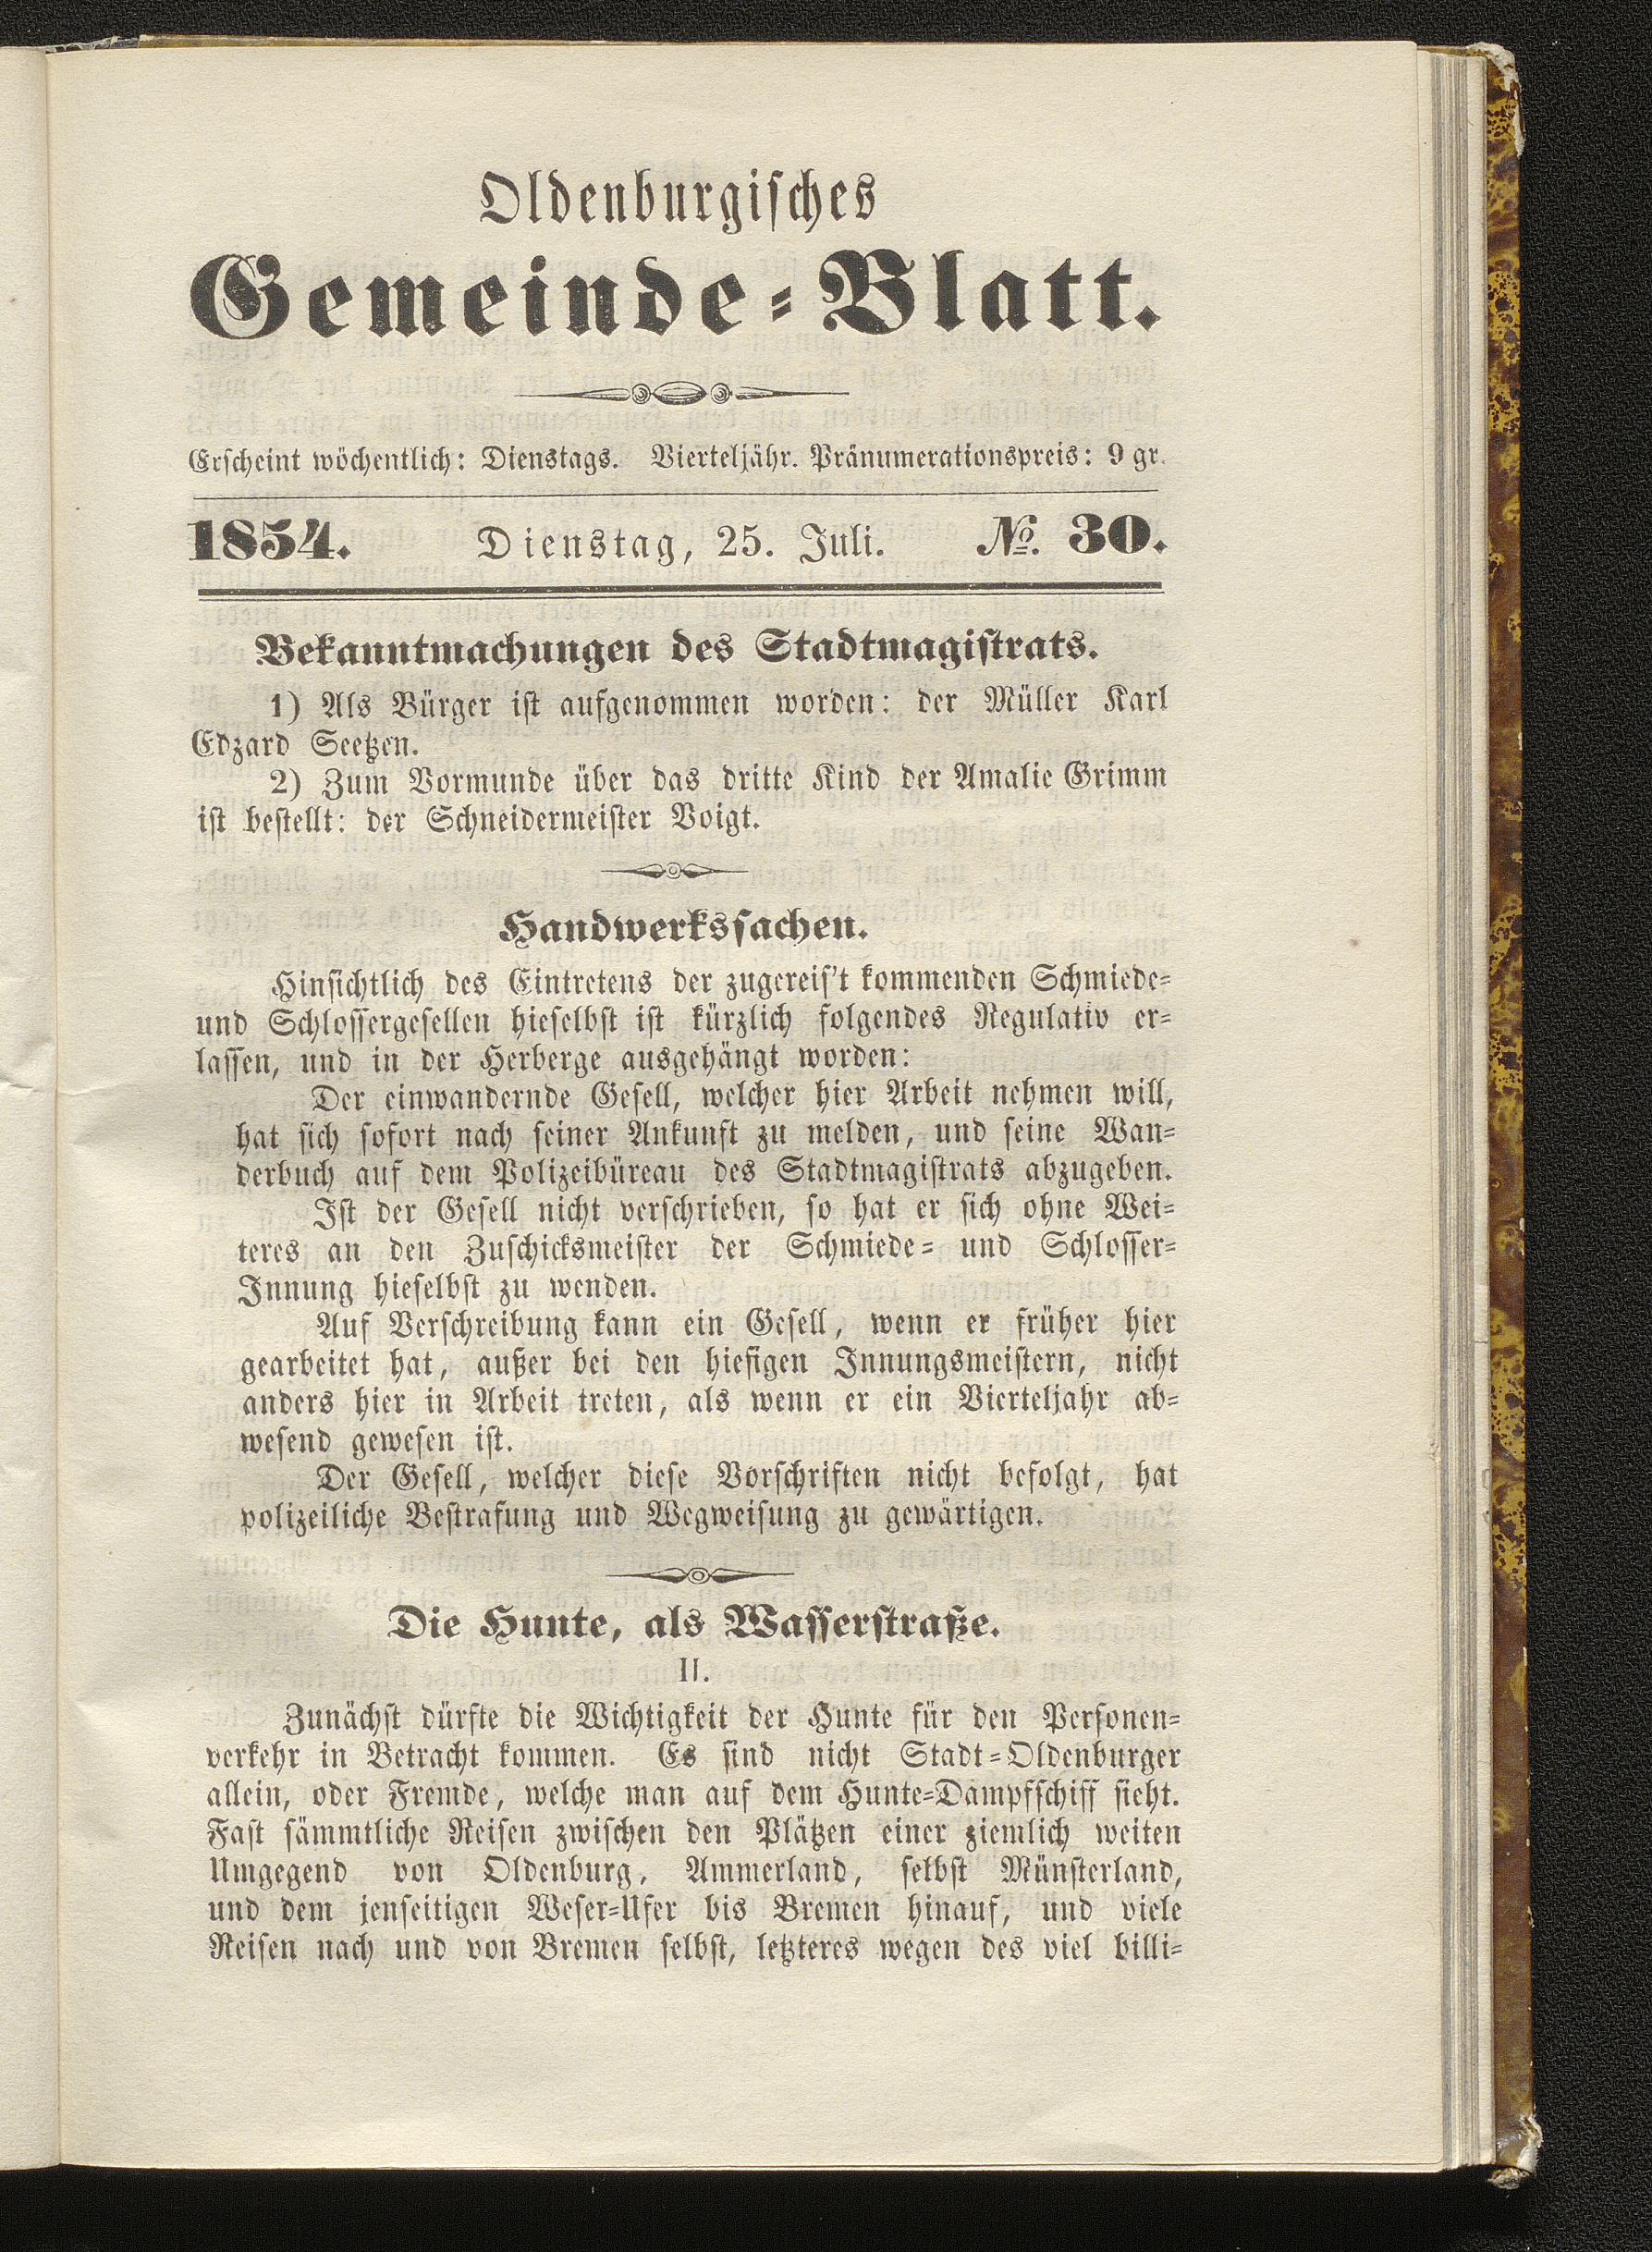 Oldenburgisches
Gemeinde-Blatt.
Erscheint wöchentlich: Dienstags. Vierteljähr. Pränumerationspreis: 9 gr.
1854. Dienstag, 25. Juli. No. 30.
Bekanntmachungen des Stadtmagistrats.
1) Als Bürger ist aufgenommen worden: der Müller Karl
Edzard Seetzen.
2) Zum Vormunde über das dritte Kind der Amalie Grimm
ist bestellt: der Schneidermeister Voigt.
Handwerkssachen.
Hinsichtlich des Eintretens der zugereis't kommenden Schmiede-
und Schlossergesellen hieselbst ist kürzlich folgendes Regulativ er-
lassen, und in der Herberge ausgehängt worden:
Der einwandernde Gesell, welcher hier Arbeit nehmen will,
hat sich sofort nach seiner Ankunft zu melden, und seine Wan-
derbuch auf dem Polizeibüreau des Stadtmagistrats abzugeben.
Ist der Gesell nicht verschrieben, so hat er sich ohne Wei-
teres an den Zuschicksmeister der Schmiede- und Schlosser-
Innung hieselbst zu wenden.
Auf Verschreibung kann ein Gesell, wenn er früher hier
gearbeitet hat, außer bei den hiesigen Innungsmeistern, nicht
anders hier in Arbeit treten, als wenn er ein Vierteljahr ab-
wesend gewesen ist.
Der Gesell, welcher diese Vorschriften nicht befolgt, hat
polizeiliche Bestrafung und Wegweisung zu gewärtigen.
Die Hunte, als Wasserstraße.
II.
Zunächst dürfte die Wichtigkeit der Hunte für den Personen-
verkehr in Betracht kommen. Es sind nicht Stadt-Oldenburger
allein, oder Fremde, welche man auf dem Hunte-Dampfschiff sieht.
Fast sämmtliche Reisen zwischen den Plätzen einer ziemlich weiten
Umgegend von Oldenburg, Ammerland, selbst Münsterland,
und dem jenseitigen Weser-Ufer bis Bremen hinauf, und viele
Reisen nach und von Bremen selbst, letzteres wegen des viel billi-